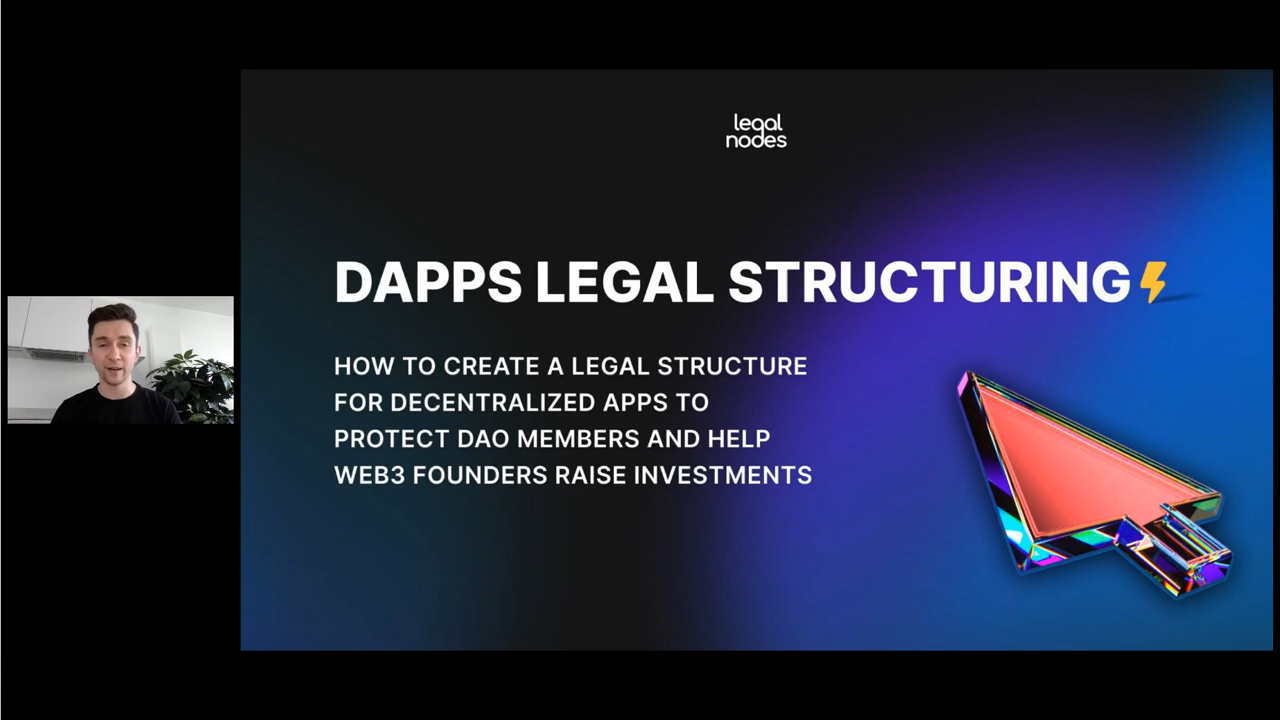 legal
nodes
DAPPS LEGAL STRUCTURING⚡
HOW TO CREATE A LEGAL STRUCTURE
FOR DECENTRALIZED APPS TO
PROTECT DAO MEMBERS AND HELP
WEB3 FOUNDERS RAISE INVESTMENTS